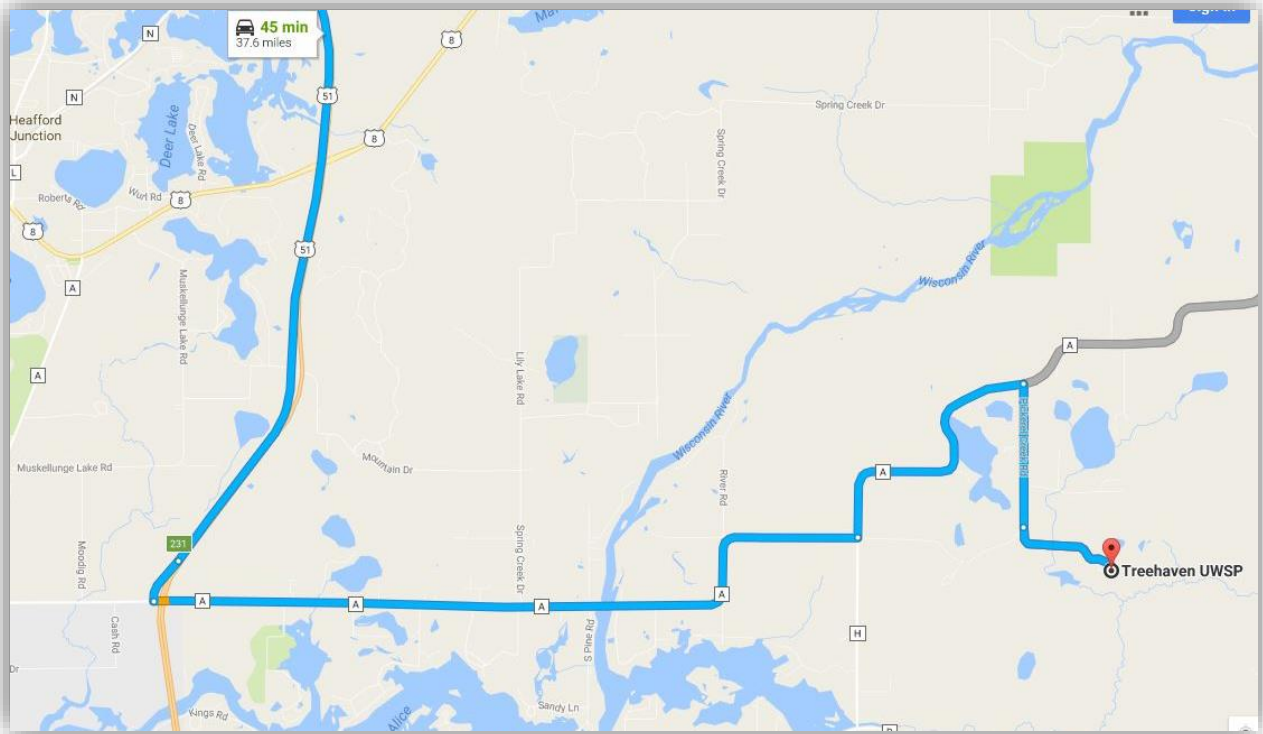 45 min
37.6 miles
N
8
N
51
Spring Creek Dr
Heafford
Junction
Deer Lake
Deer Lake Rd
8
Spring Creek Dr
L
Roberts Rd
Wurl Rd
8
8
51
Wisconsin River
A
Muskellunge Lake Rd
A
A
Lily Lake Rd
Wisconsin River
A
Muskellunge Lake Rd
Mountain Dr
River Rd
231
Spring Creek Dr
Moodig Rd
Treehaven UWSP
A
A
A
A
Cash Rd
S Pine Rd
H
Dr
Kings Rd
Alice
Sandy Ln